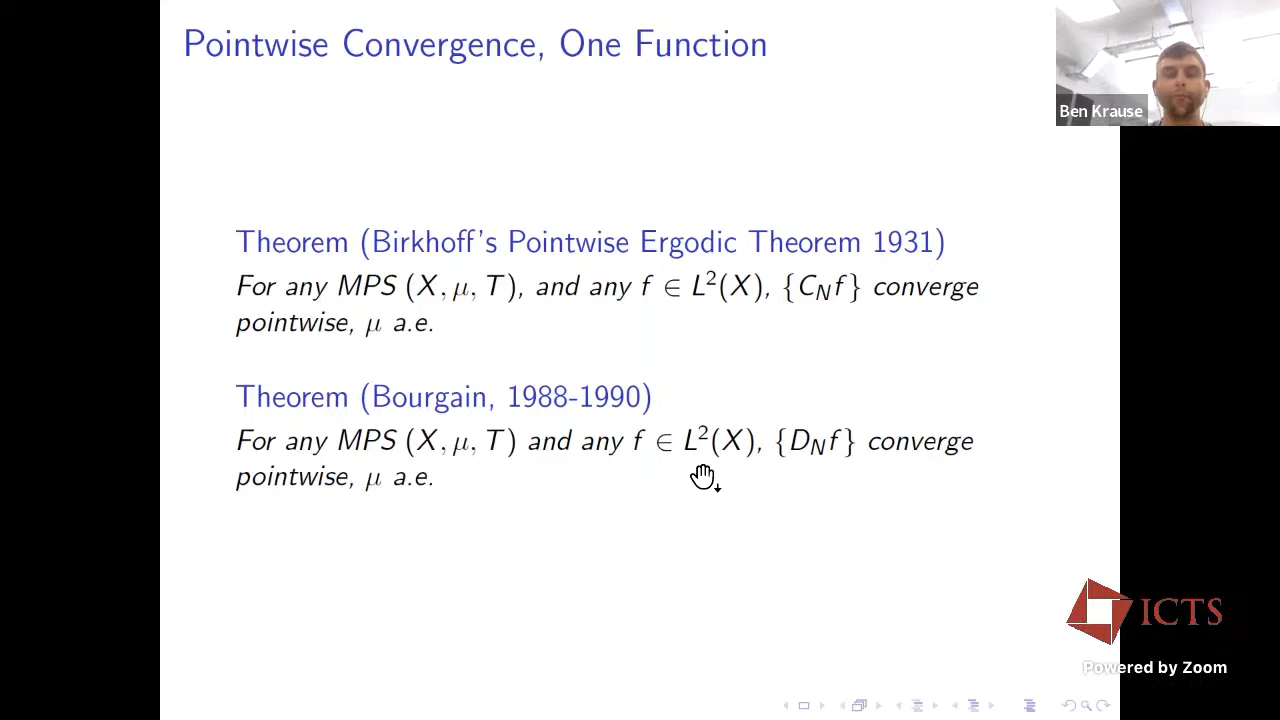 Pointwise Convergence, One Function
Ben Krause
Theorem (Birkhoff's Pointwise Ergodic Theorem 1931)
For any MPS (X, μ, T), and any f ∈ L²(X), {C_N f} converge
pointwise, μ a.e.
Theorem (Bourgain, 1988-1990)
For any MPS (X, μ, T) and any f ∈ L²(X), {D_N f} converge
pointwise, μ a.e.
ICTS
Powered by Zoom